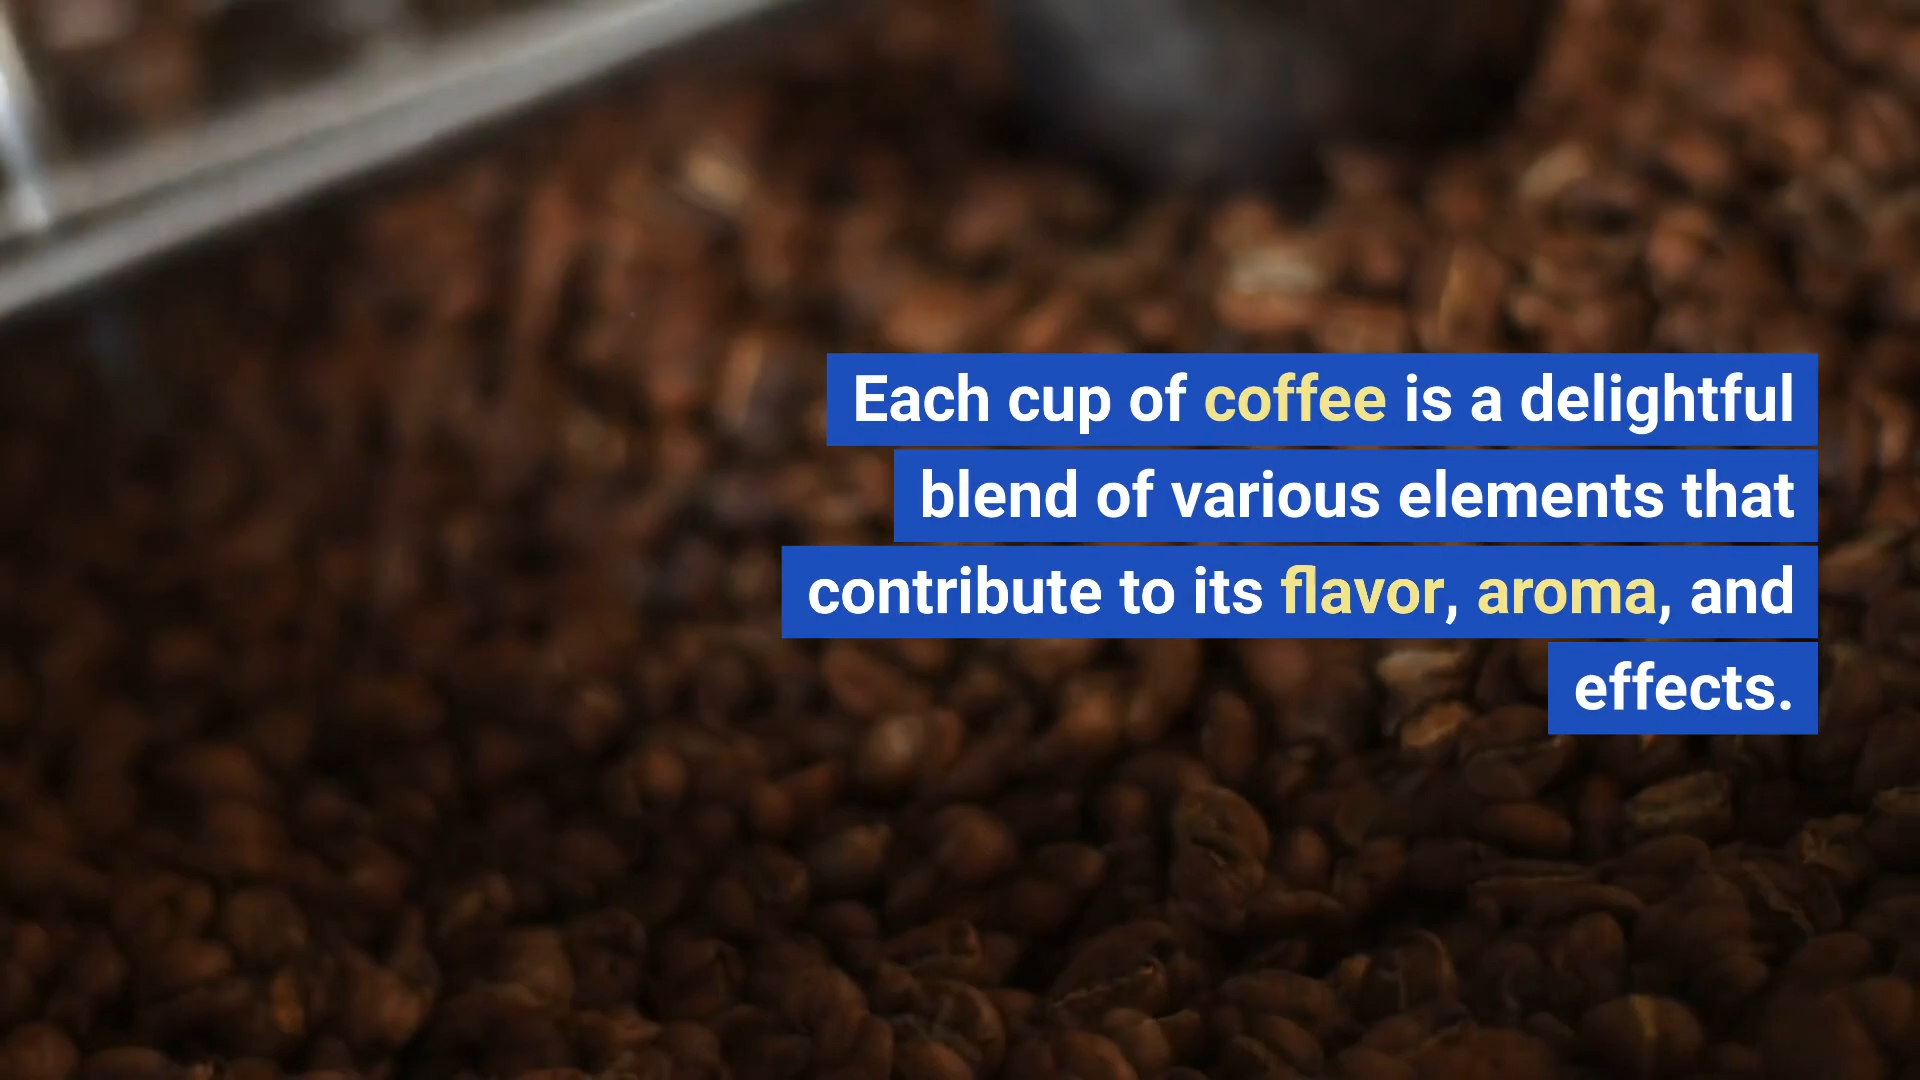 Each cup of coffee is a delightful
blend of various elements that
contribute to its flavor, aroma, and
effects.